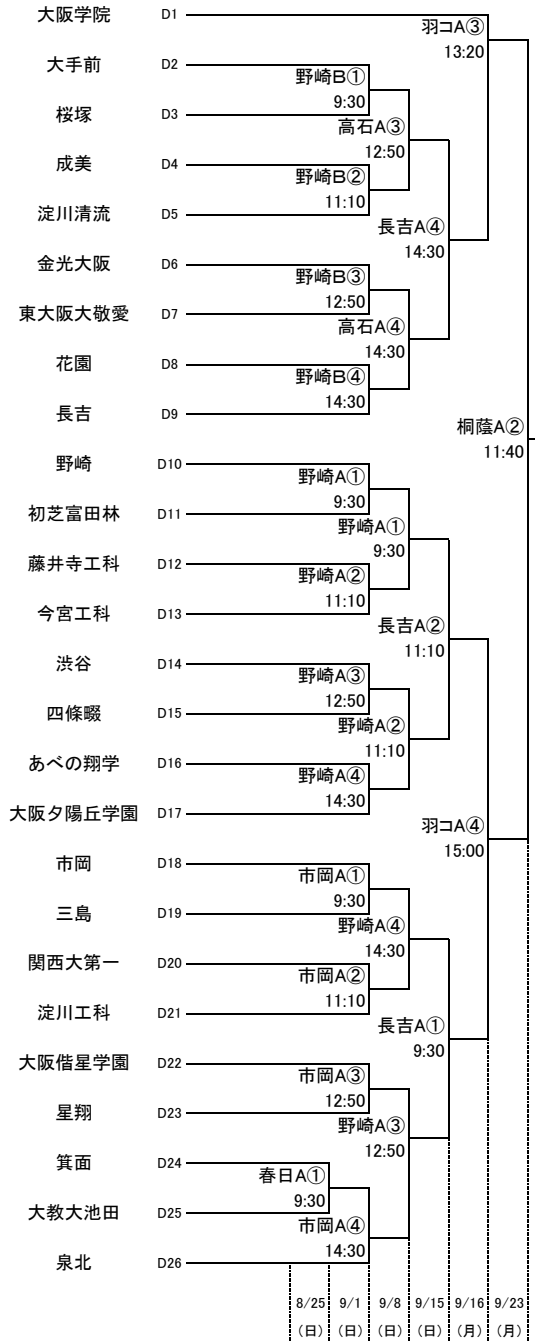 大阪学院 D1
羽コA③
13:20
大手前 D2
野崎B①
9:30
桜塚 D3
高石A③
12:50
成美 D4
野崎B②
11:10
淀川清流 D5
長吉A④
14:30
金光大阪 D6
野崎B③
12:50
東大阪大敬愛 D7
高石A④
14:30
花園 D8
野崎B④
14:30
長吉 D9
桐蔭A②
11:40
野崎 D10
野崎A①
9:30
初芝富田林 D11
野崎A①
9:30
藤井寺工科 D12
野崎A②
11:10
今宮工科 D13
長吉A②
11:10
渋谷 D14
野崎A③
12:50
四條畷 D15
野崎A②
11:10
あべの翔学 D16
野崎A④
14:30
大阪夕陽丘学園 D17
羽コA④
15:00
市岡 D18
市岡A①
9:30
三島 D19
野崎A④
14:30
関西大第一 D20
市岡A②
11:10
淀川工科 D21
長吉A①
9:30
大阪偕星学園 D22
市岡A③
12:50
星翔 D23
野崎A③
12:50
箕面 D24
春日A①
9:30
大教大池田 D25
市岡A④
14:30
泉北 D26
8/25 9/1 9/8 9/15 9/16 9/23
(日) (日) (日) (日) (月) (月)